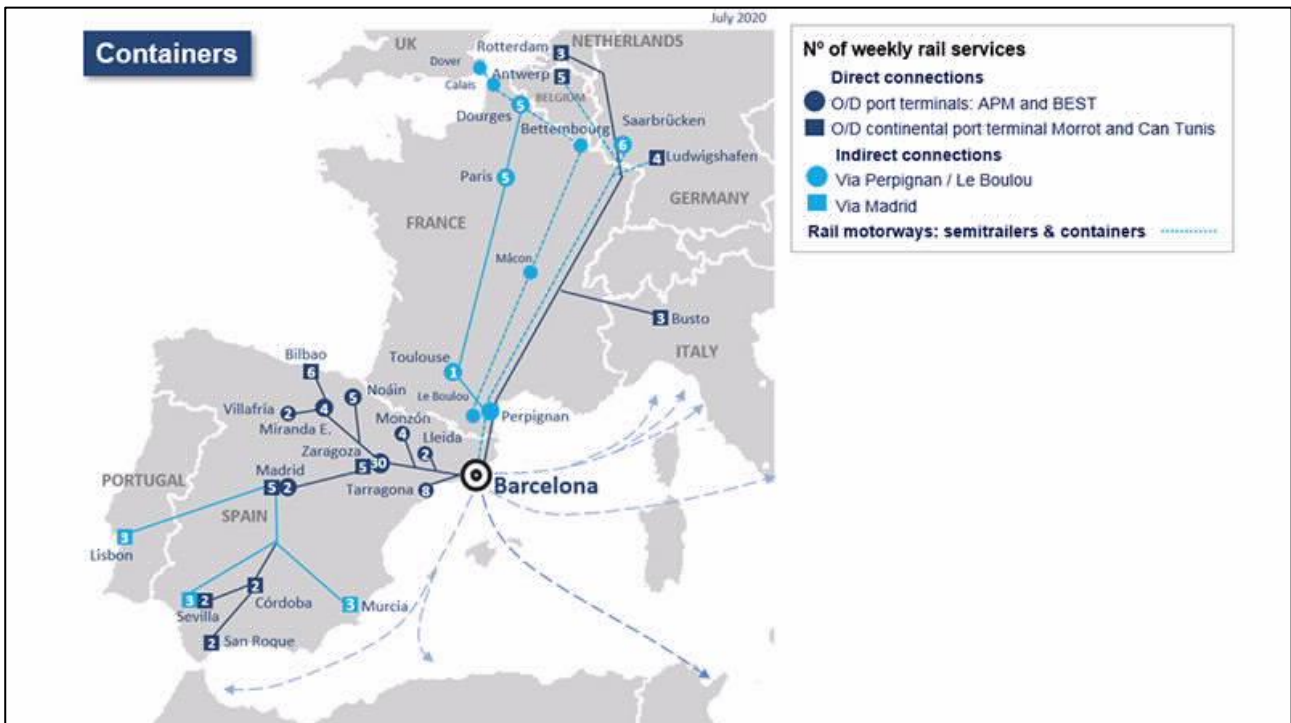 July 2020
Containers
UK
NETHERLANDS
Rotterdam
3
Dover
Antwerp
5
Calais
BELGIUM
5
Dourges
Bettembourg
Saarbrücken
6
4
Ludwigshafen
Paris
5
GERMANY
FRANCE
Mâcon
3
Busto
ITALY
Toulouse
1
Bilbao
6
Noáin
5
Le Boulou
Perpignan
Villafria
2
4
Miranda E.
Monzón
4
Lleida
2
Zaragoza
5
30
Madrid
5
2
Tarragona
8
Barcelona
PORTUGAL
SPAIN
3
Lisbon
2
Córdoba
3
2
Sevilla
3
Murcia
2
San Roque
Nº of weekly rail services
Direct connections
O/D port terminals: APM and BEST
O/D continental port terminal Morrot and Can Tunis
Indirect connections
Via Perpignan / Le Boulou
Via Madrid
Rail motorways: semitrailers & containers